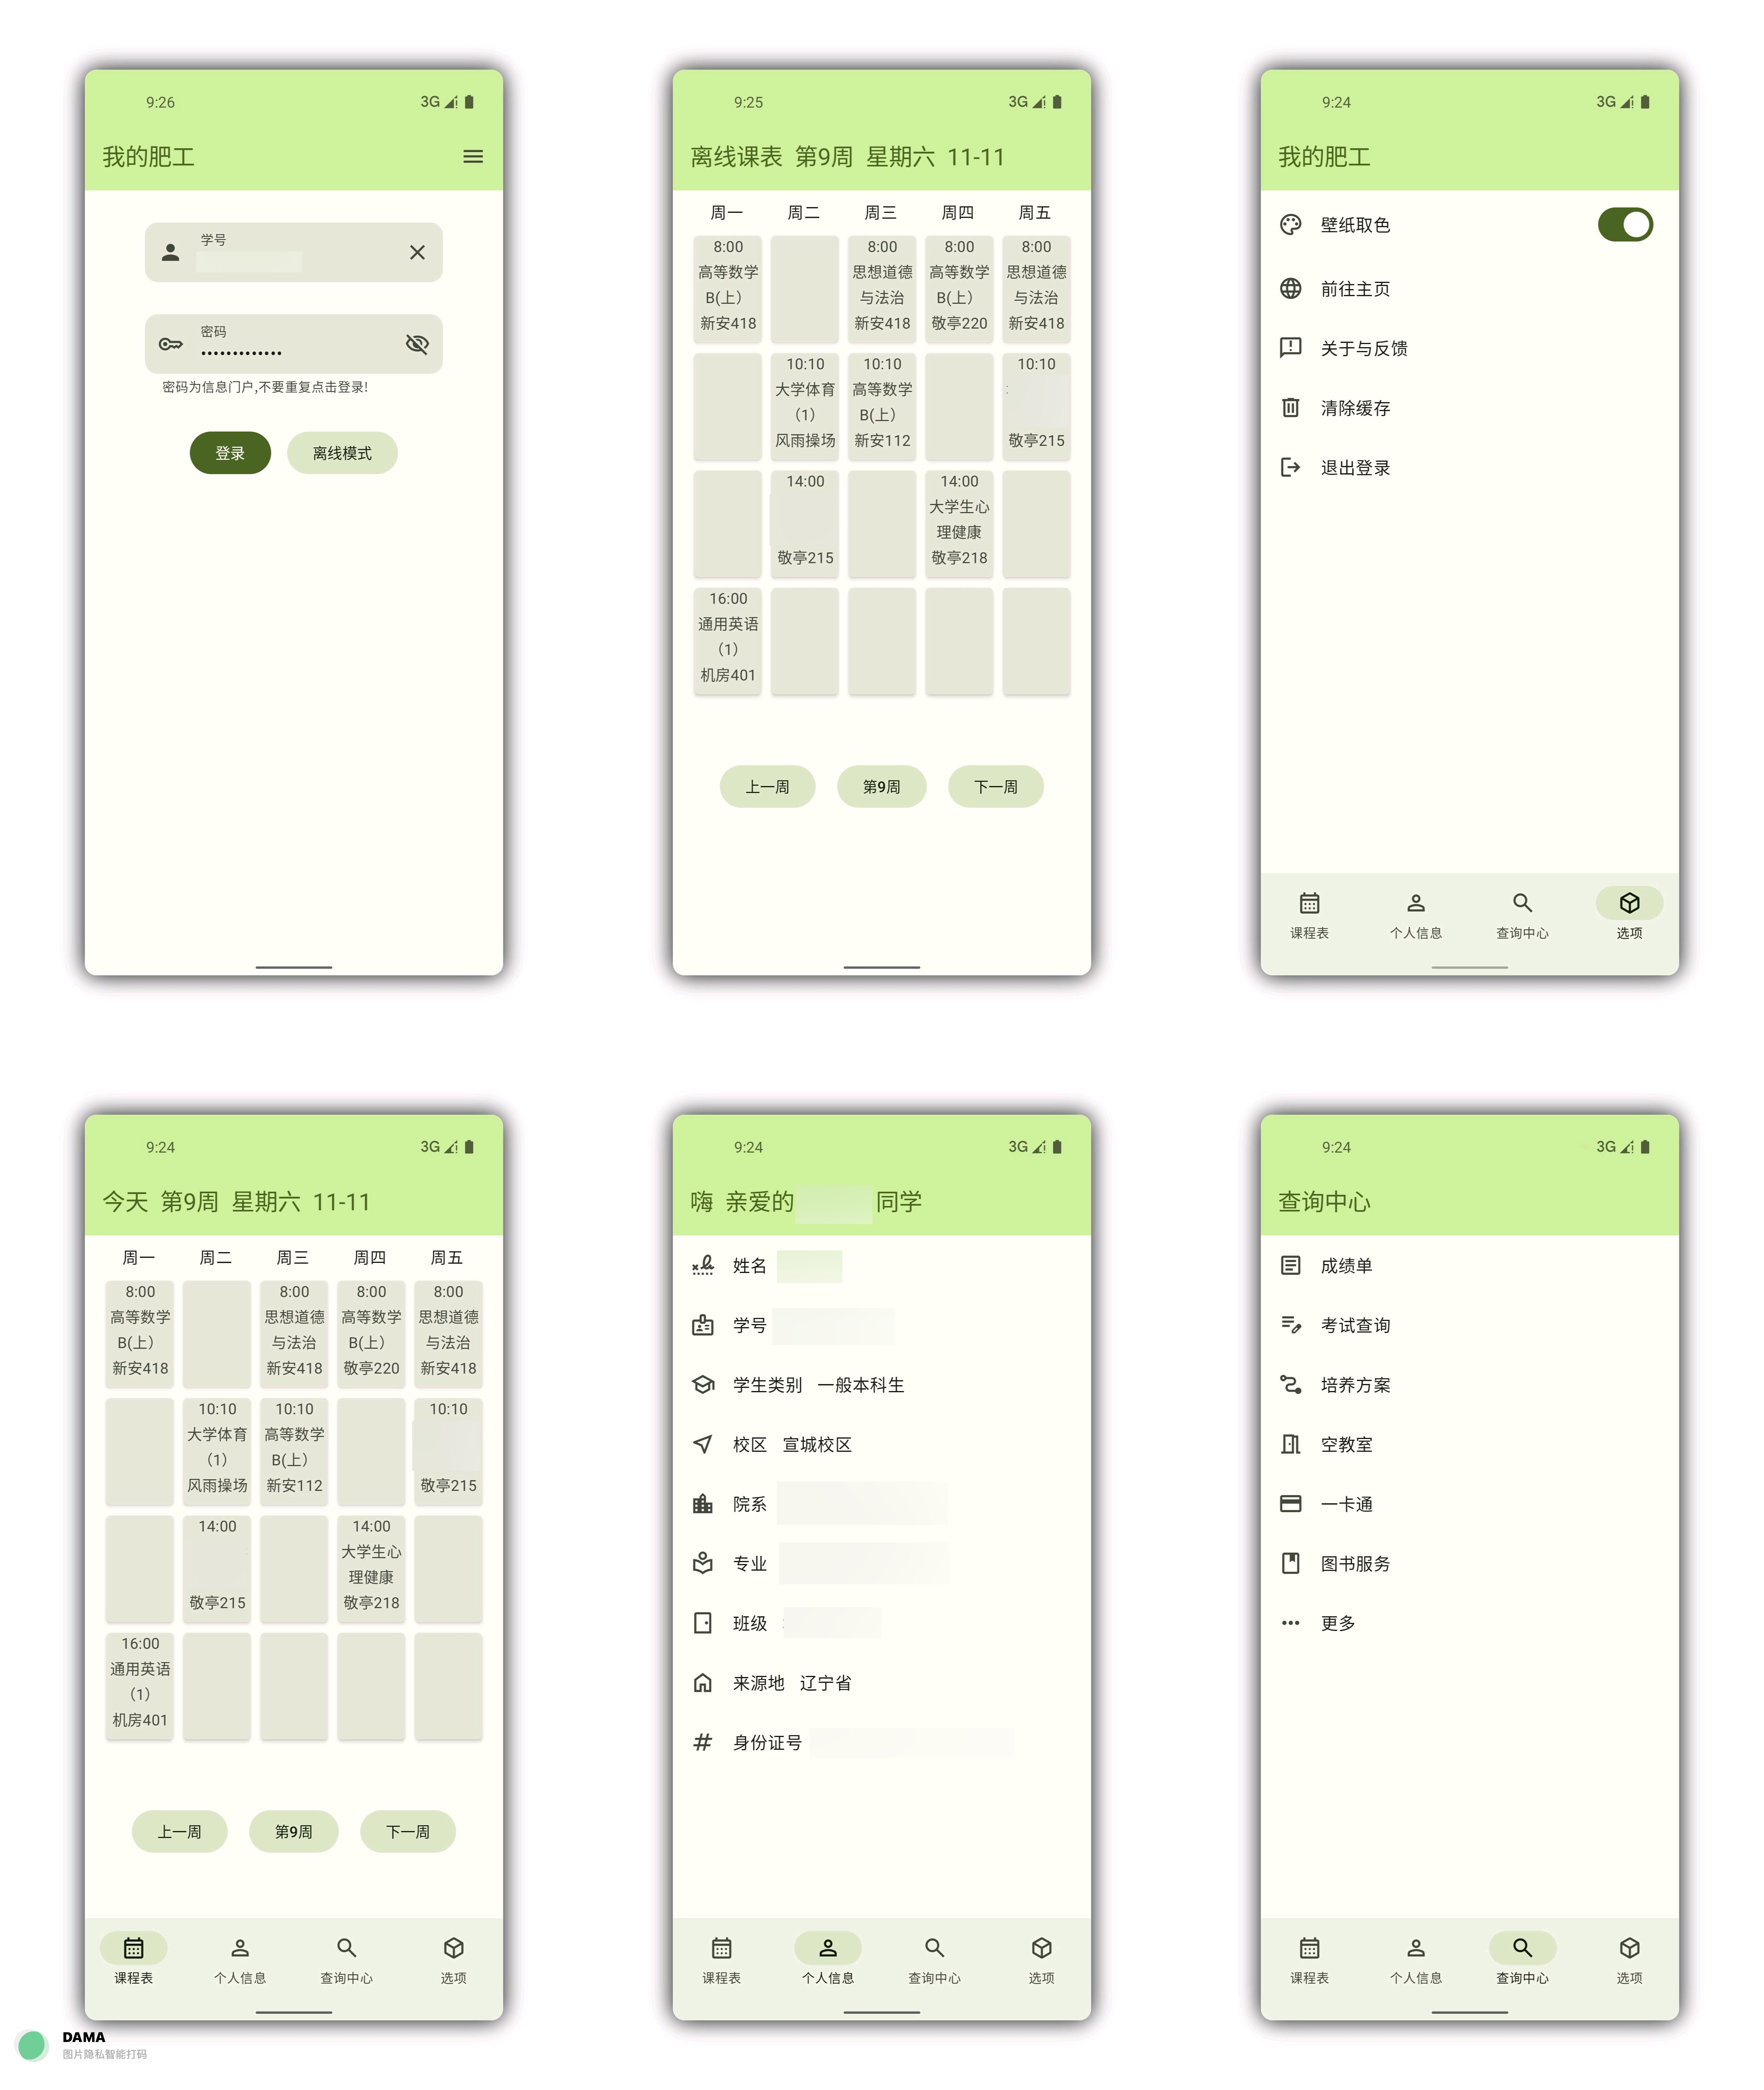 9:26 3G
我的肥工
学号
密码
•••••••••••••
密码为信息门户,不要重复点击登录!
登录 离线模式
9:25 3G
离线课表 第9周 星期六 11-11
周一 周二 周三 周四 周五
8:00 8:00 8:00 8:00
高等数学 思想道德 高等数学 思想道德
B(上) 与法治 B(上) 与法治
新安418 新安418 敬亭220 新安418
10:10 10:10 10:10
大学体育 高等数学
(1) B(上)
风雨操场 新安112 敬亭215
14:00 14:00
大学生心
理健康
敬亭215 敬亭218
16:00
通用英语
(1)
机房401
上一周 第9周 下一周
9:24 3G
我的肥工
壁纸取色
前往主页
关于与反馈
清除缓存
退出登录
课程表 个人信息 查询中心 选项
9:24 3G
今天 第9周 星期六 11-11
周一 周二 周三 周四 周五
8:00 8:00 8:00 8:00
高等数学 思想道德 高等数学 思想道德
B(上) 与法治 B(上) 与法治
新安418 新安418 敬亭220 新安418
10:10 10:10 10:10
大学体育 高等数学
(1) B(上)
风雨操场 新安112 敬亭215
14:00 14:00
大学生心
理健康
敬亭215 敬亭218
16:00
通用英语
(1)
机房401
上一周 第9周 下一周
课程表 个人信息 查询中心 选项
9:24 3G
嗨 亲爱的 同学
姓名
学号
学生类别 一般本科生
校区 宣城校区
院系
专业
班级
来源地 辽宁省
身份证号
课程表 个人信息 查询中心 选项
9:24 3G
查询中心
成绩单
考试查询
培养方案
空教室
一卡通
图书服务
更多
课程表 个人信息 查询中心 选项
DAMA
图片隐私智能打码